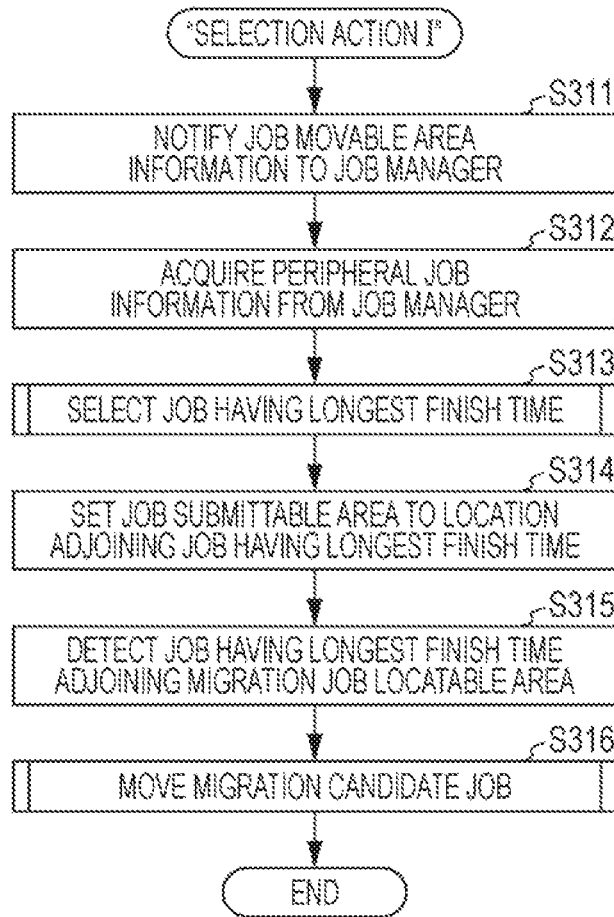 "SELECTION ACTION I"
S311
NOTIFY JOB MOVABLE AREA
INFORMATION TO JOB MANAGER
S312
ACQUIRE PERIPHERAL JOB
INFORMATION FROM JOB MANAGER
S313
SELECT JOB HAVING LONGEST FINISH TIME
S314
SET JOB SUBMITTABLE AREA TO LOCATION
ADJOINING JOB HAVING LONGEST FINISH TIME
S315
DETECT JOB HAVING LONGEST FINISH TIME
ADJOINING MIGRATION JOB LOCATABLE AREA
S316
MOVE MIGRATION CANDIDATE JOB
END